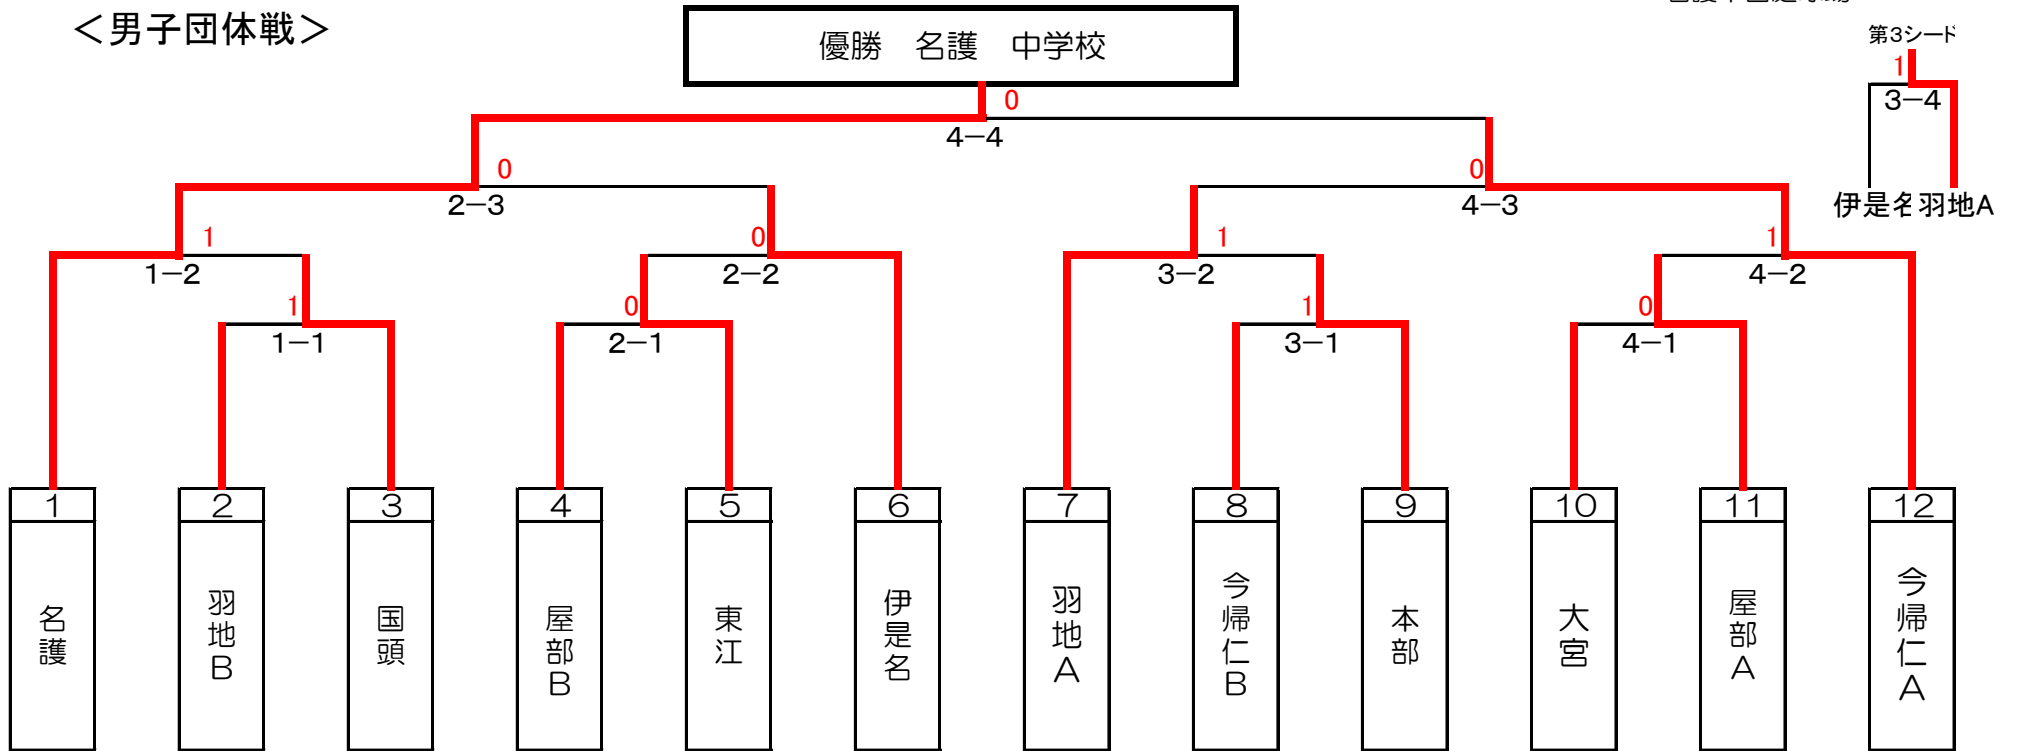 ＜男子団体戦＞
優勝　名護　中学校
第3シード
1
3－4
伊是名
羽地A
0
4－4
0
2－3
0
4－3
1
1－2
0
2－2
1
3－2
1
4－2
1
1－1
0
2－1
1
3－1
0
4－1
1
2
3
4
5
6
7
8
9
10
11
12
名護
羽地B
国頭
屋部B
東江
伊是名
羽地A
今帰仁B
本部
大宮
屋部A
今帰仁A